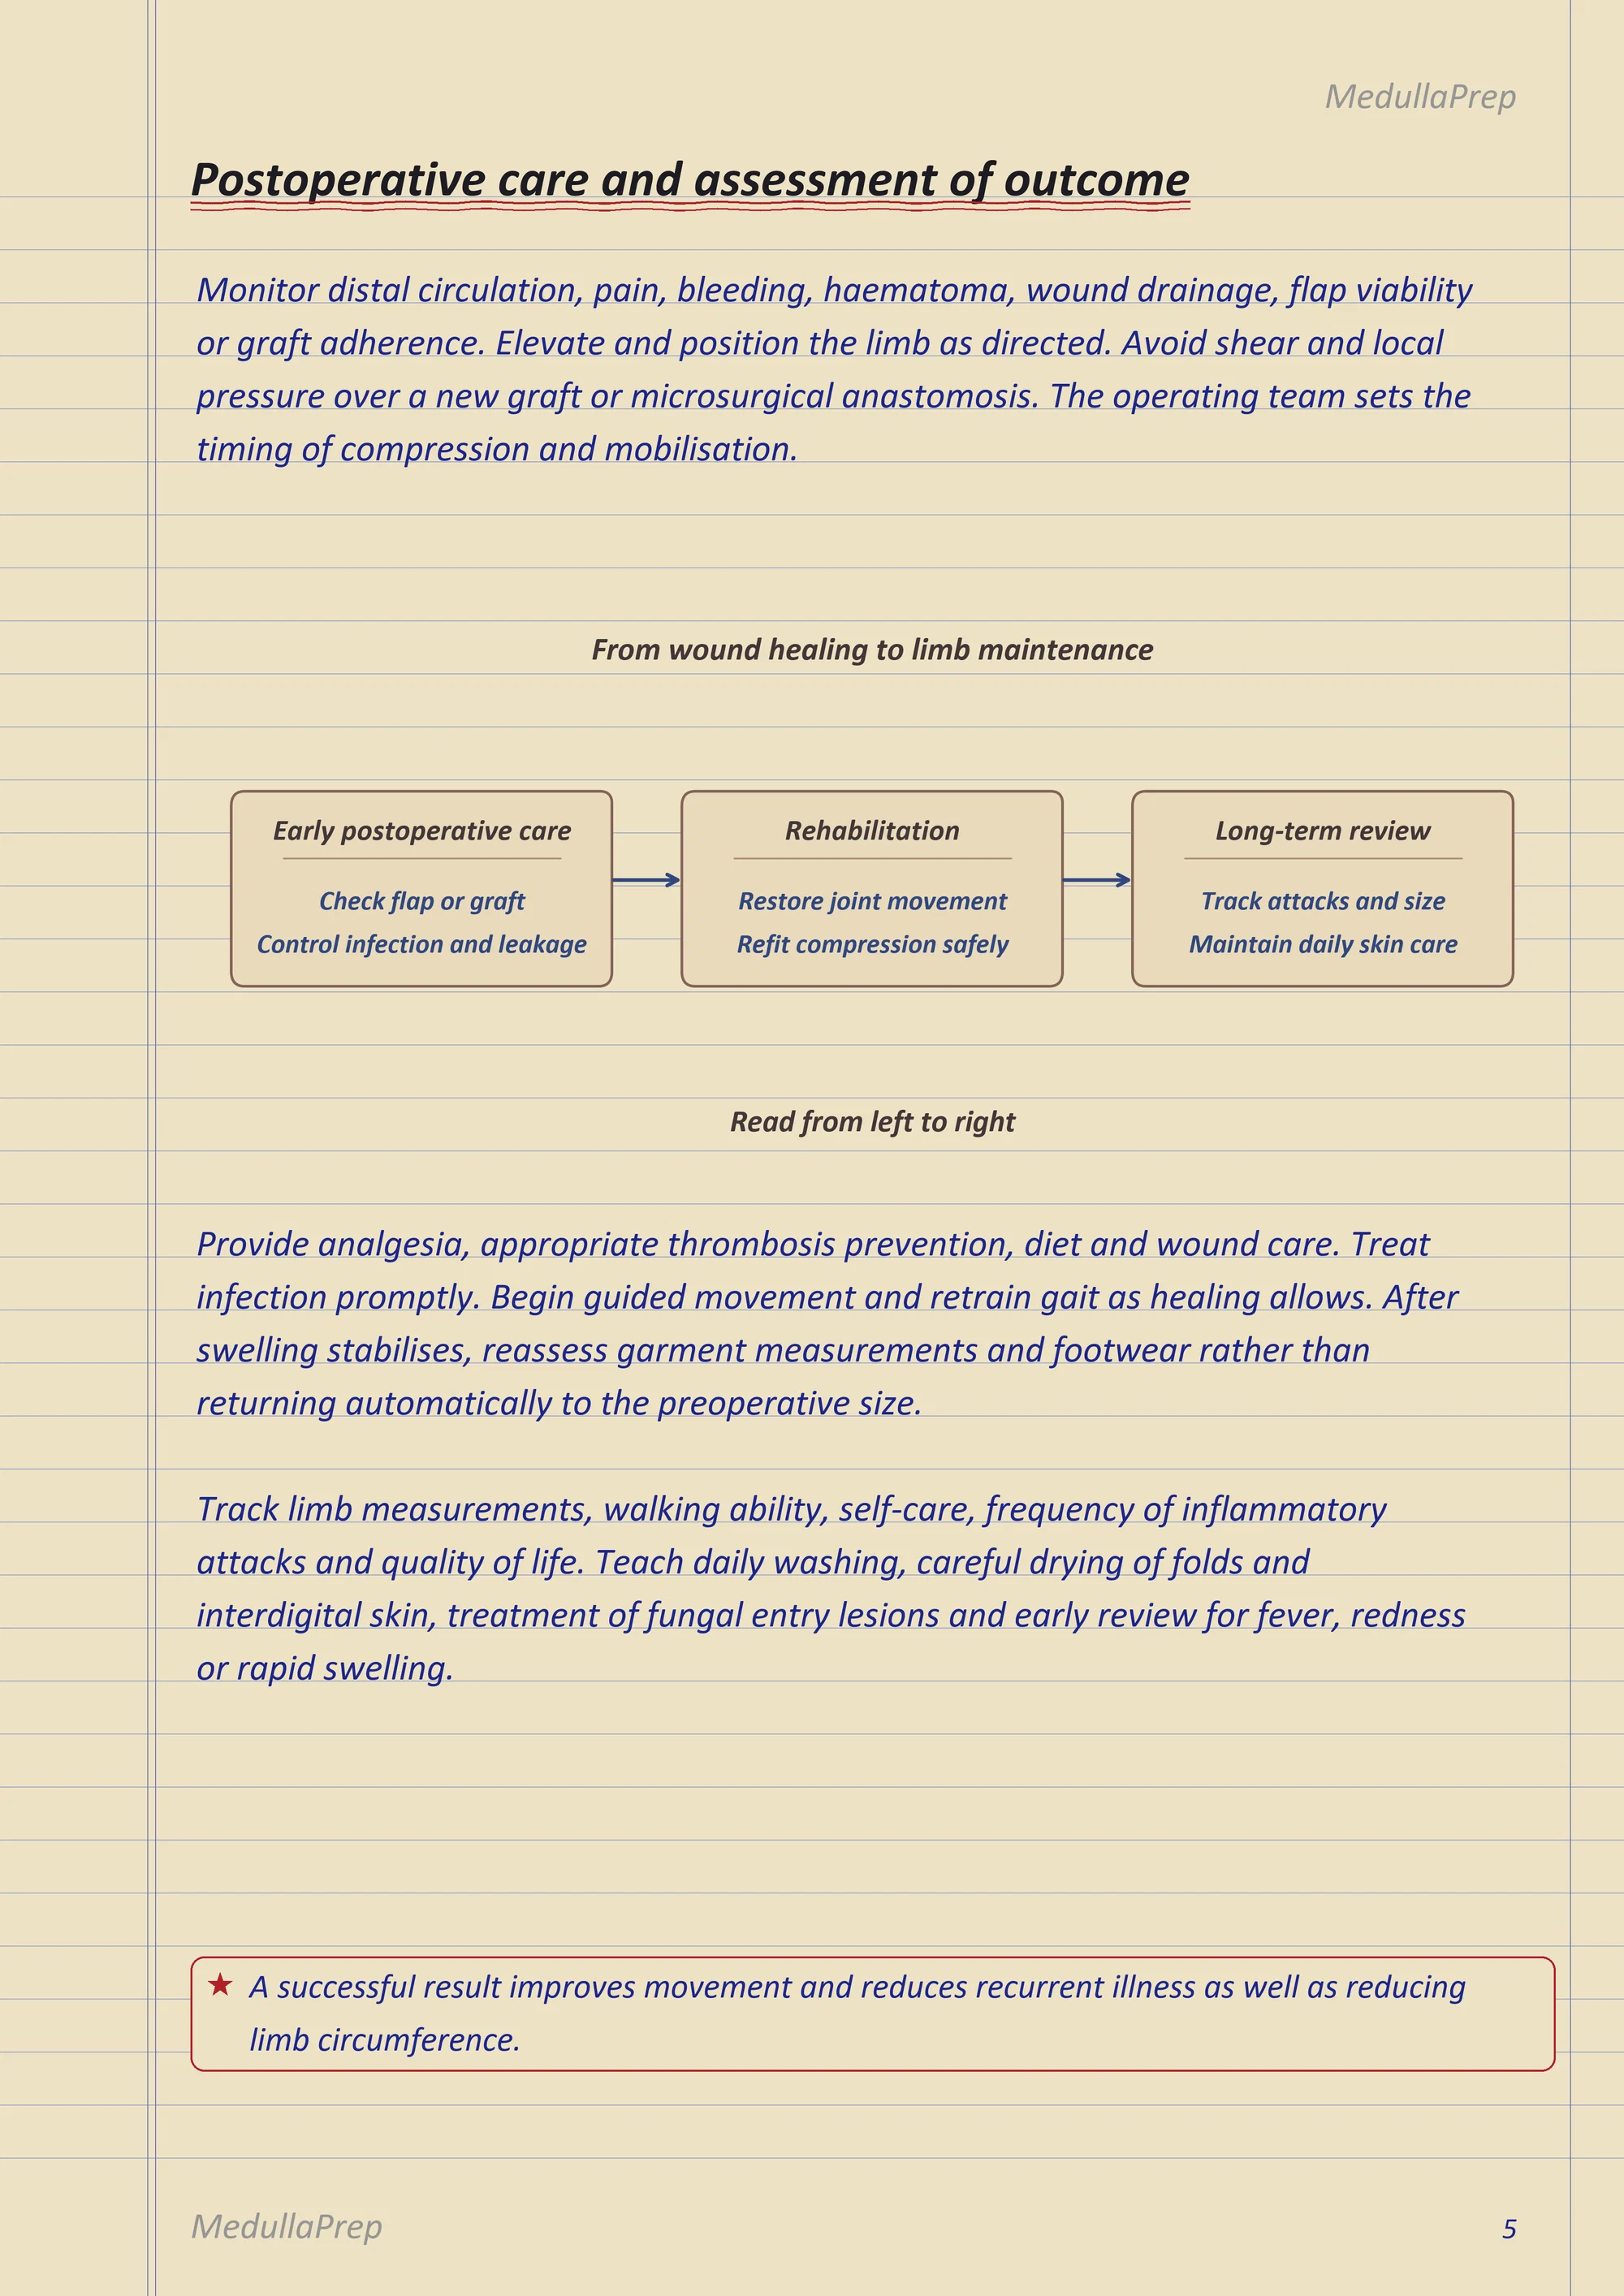 MedullaPrep
Postoperative care and assessment of outcome
Monitor distal circulation, pain, bleeding, haematoma, wound drainage, flap viability
or graft adherence. Elevate and position the limb as directed. Avoid shear and local
pressure over a new graft or microsurgical anastomosis. The operating team sets the
timing of compression and mobilisation.
From wound healing to limb maintenance
Early postoperative care
Check flap or graft
Control infection and leakage
Rehabilitation
Restore joint movement
Refit compression safely
Long-term review
Track attacks and size
Maintain daily skin care
Read from left to right
Provide analgesia, appropriate thrombosis prevention, diet and wound care. Treat
infection promptly. Begin guided movement and retrain gait as healing allows. After
swelling stabilises, reassess garment measurements and footwear rather than
returning automatically to the preoperative size.
Track limb measurements, walking ability, self-care, frequency of inflammatory
attacks and quality of life. Teach daily washing, careful drying of folds and
interdigital skin, treatment of fungal entry lesions and early review for fever, redness
or rapid swelling.
★ A successful result improves movement and reduces recurrent illness as well as reducing
limb circumference.
MedullaPrep
5